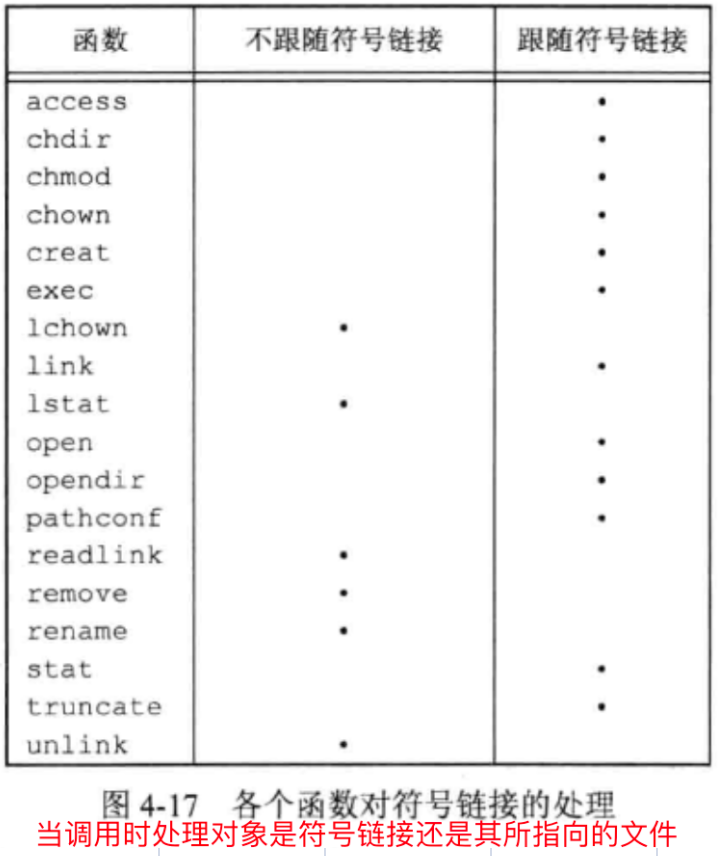 函数 不跟随符号链接 跟随符号链接
access •
chdir •
chmod •
chown •
creat •
exec •
lchown •
link •
lstat •
open •
opendir •
pathconf •
readlink •
remove •
rename •
stat •
truncate •
unlink •
图 4-17 各个函数对符号链接的处理
当调用时处理对象是符号链接还是其所指向的文件